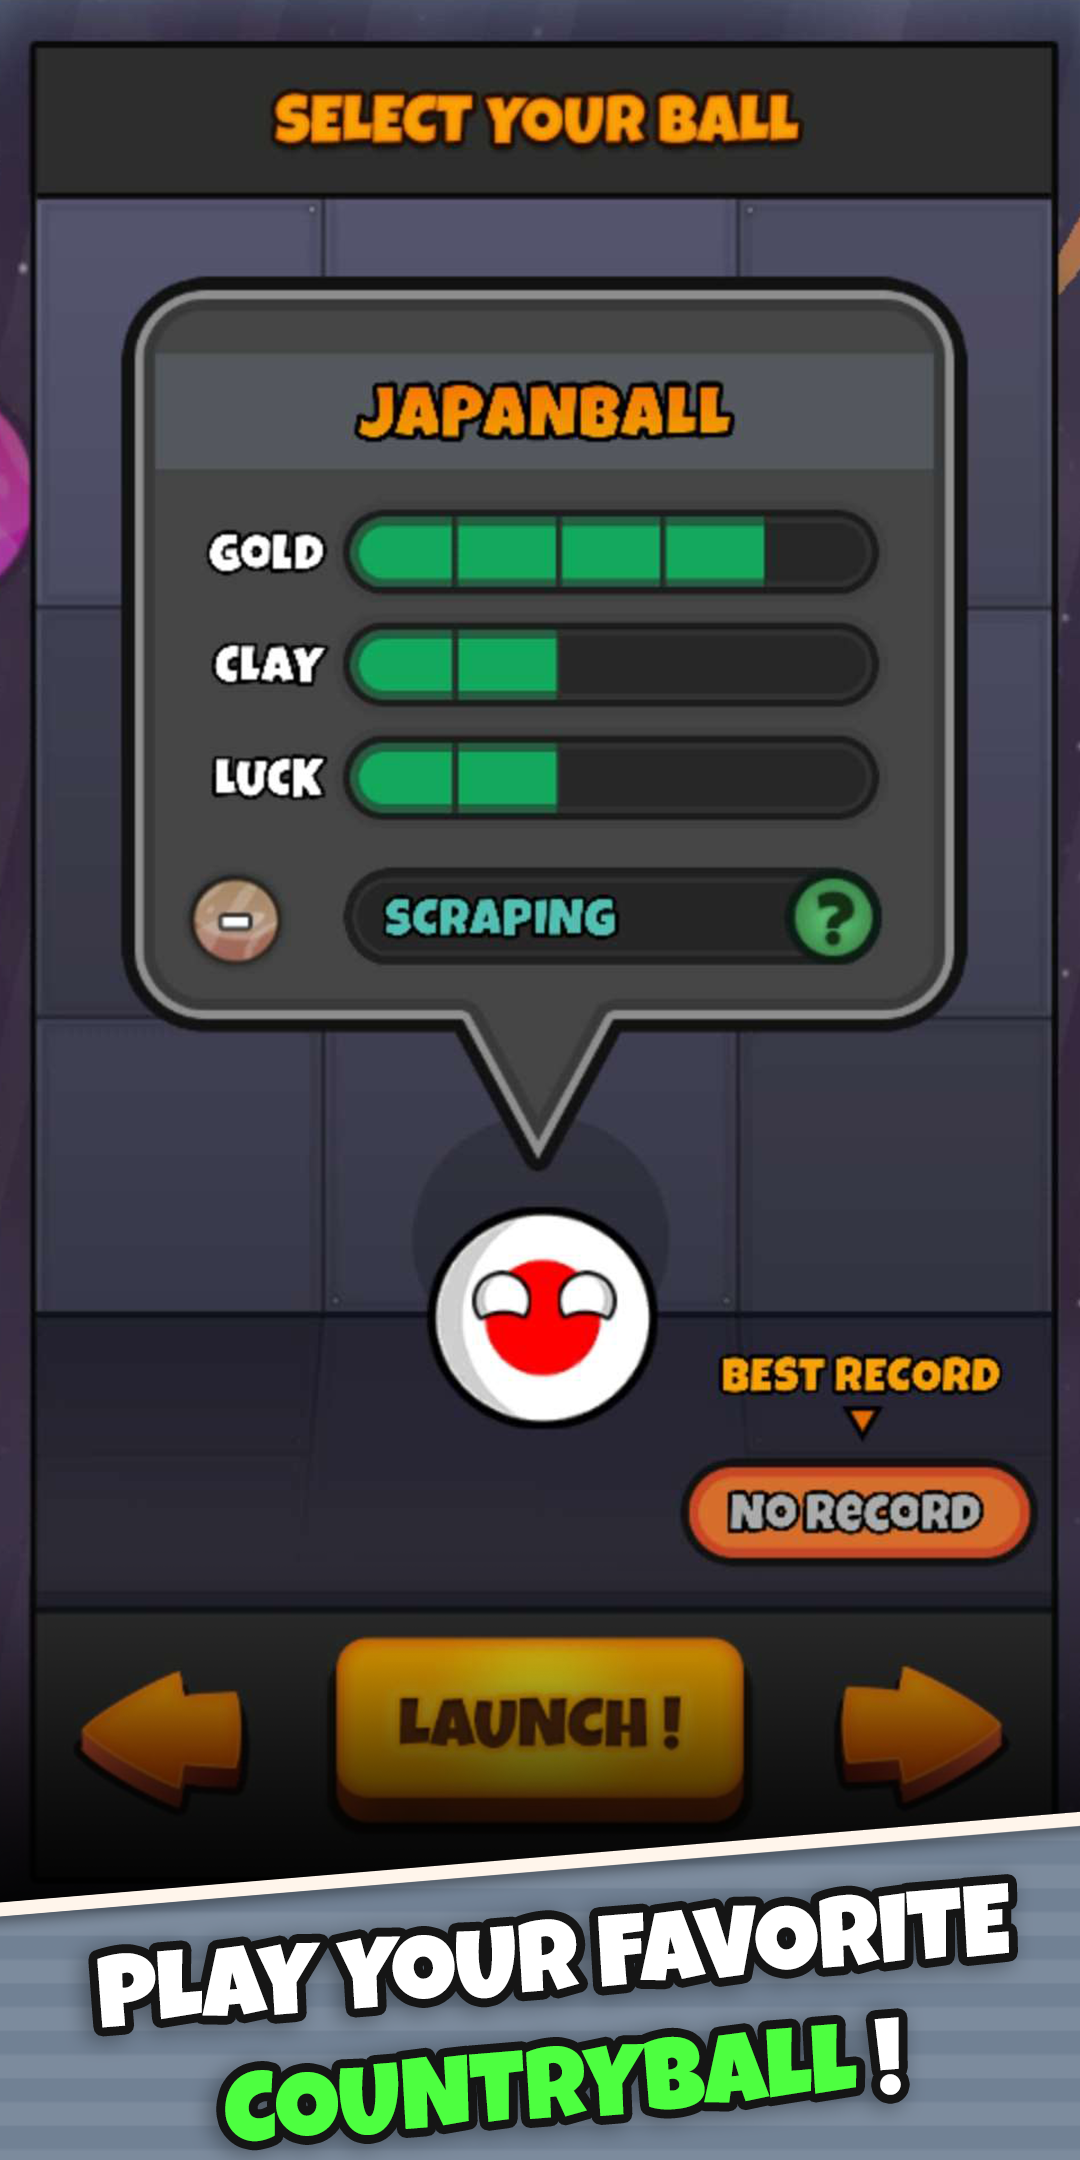 SELECT YOUR BALL
JAPANBALL
GOLD
CLAY
LUCK
- SCRAPING ?
BEST RECORD
NO RECORD
LAUNCH !
PLAY YOUR FAVORITE
COUNTRYBALL !